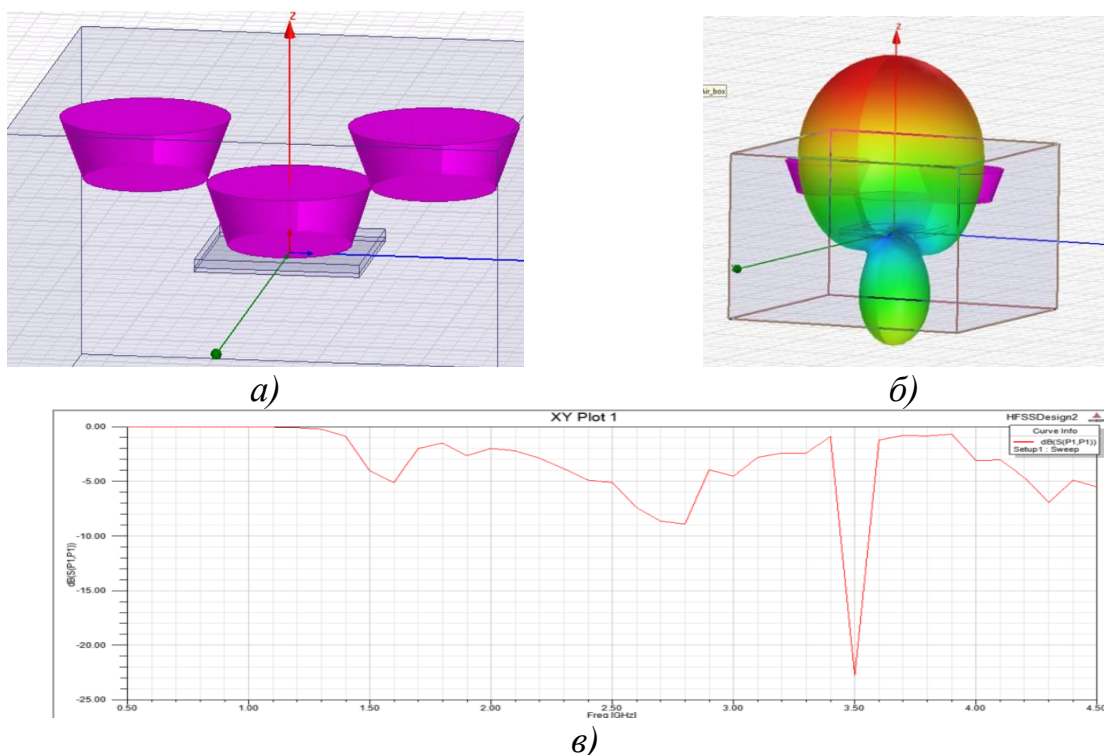 z
z
Air_box
а)
б)
XY Plot 1
HFSSDesign2
Curve Info
dB(S(P1,P1))
Setup1 : Sweep
dB(S(P1,P1))
0.00
-5.00
-10.00
-15.00
-20.00
-25.00
0.50
1.00
1.50
2.00
2.50
3.00
3.50
4.00
4.50
Freq [GHz]
в)